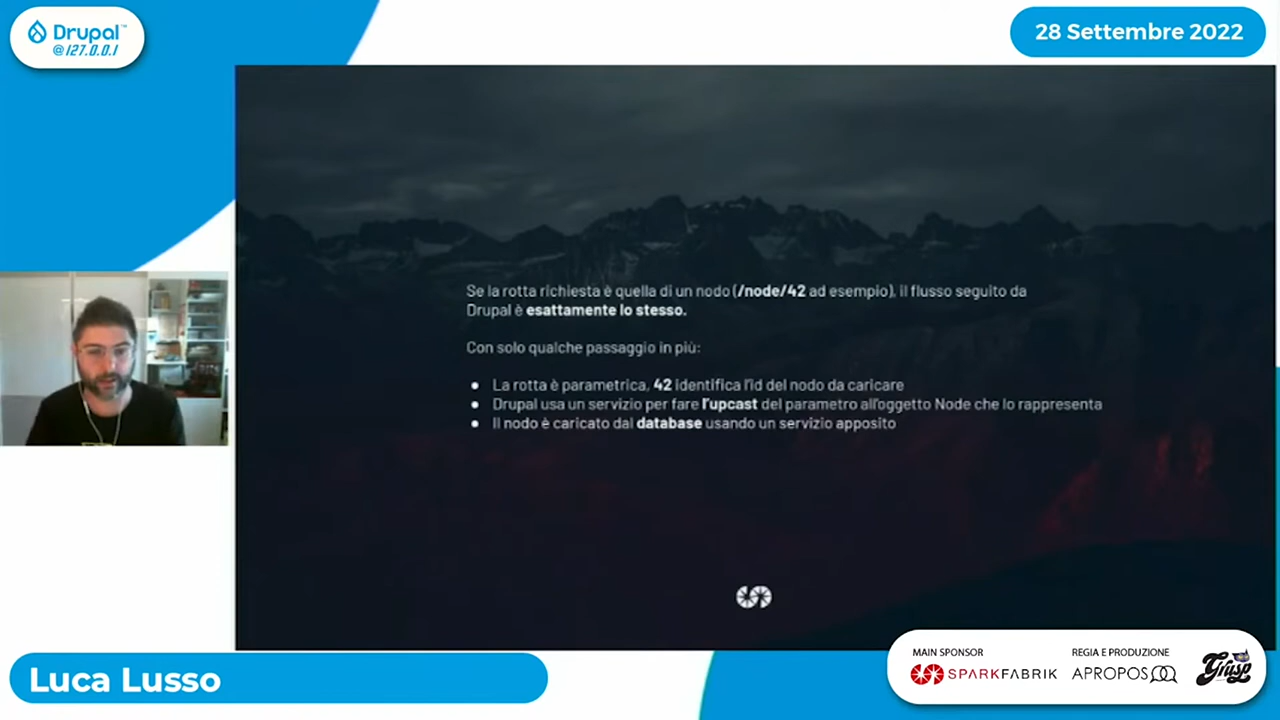 Drupal™
@127.0.0.1
28 Settembre 2022
Se la rotta richiesta è quella di un nodo (/node/42 ad esempio), il flusso seguito da
Drupal è esattamente lo stesso.
Con solo qualche passaggio in più:
• La rotta è parametrica, 42 identifica l'id del nodo da caricare
• Drupal usa un servizio per fare l'upcast del parametro all'oggetto Node che lo rappresenta
• Il nodo è caricato dal database usando un servizio apposito
Luca Lusso
MAIN SPONSOR
SPARKFABRIK
REGIA E PRODUZIONE
APROPOS
Grusp